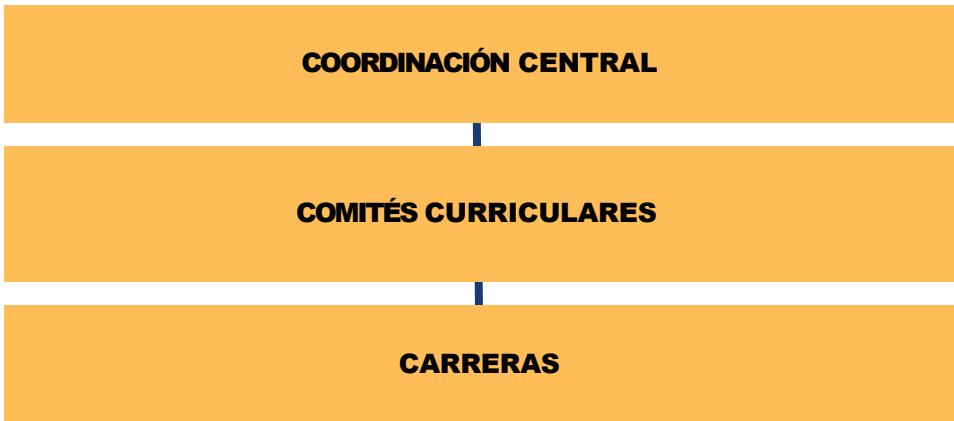 COORDINACIÓN CENTRAL
COMITÉS CURRICULARES
CARRERAS